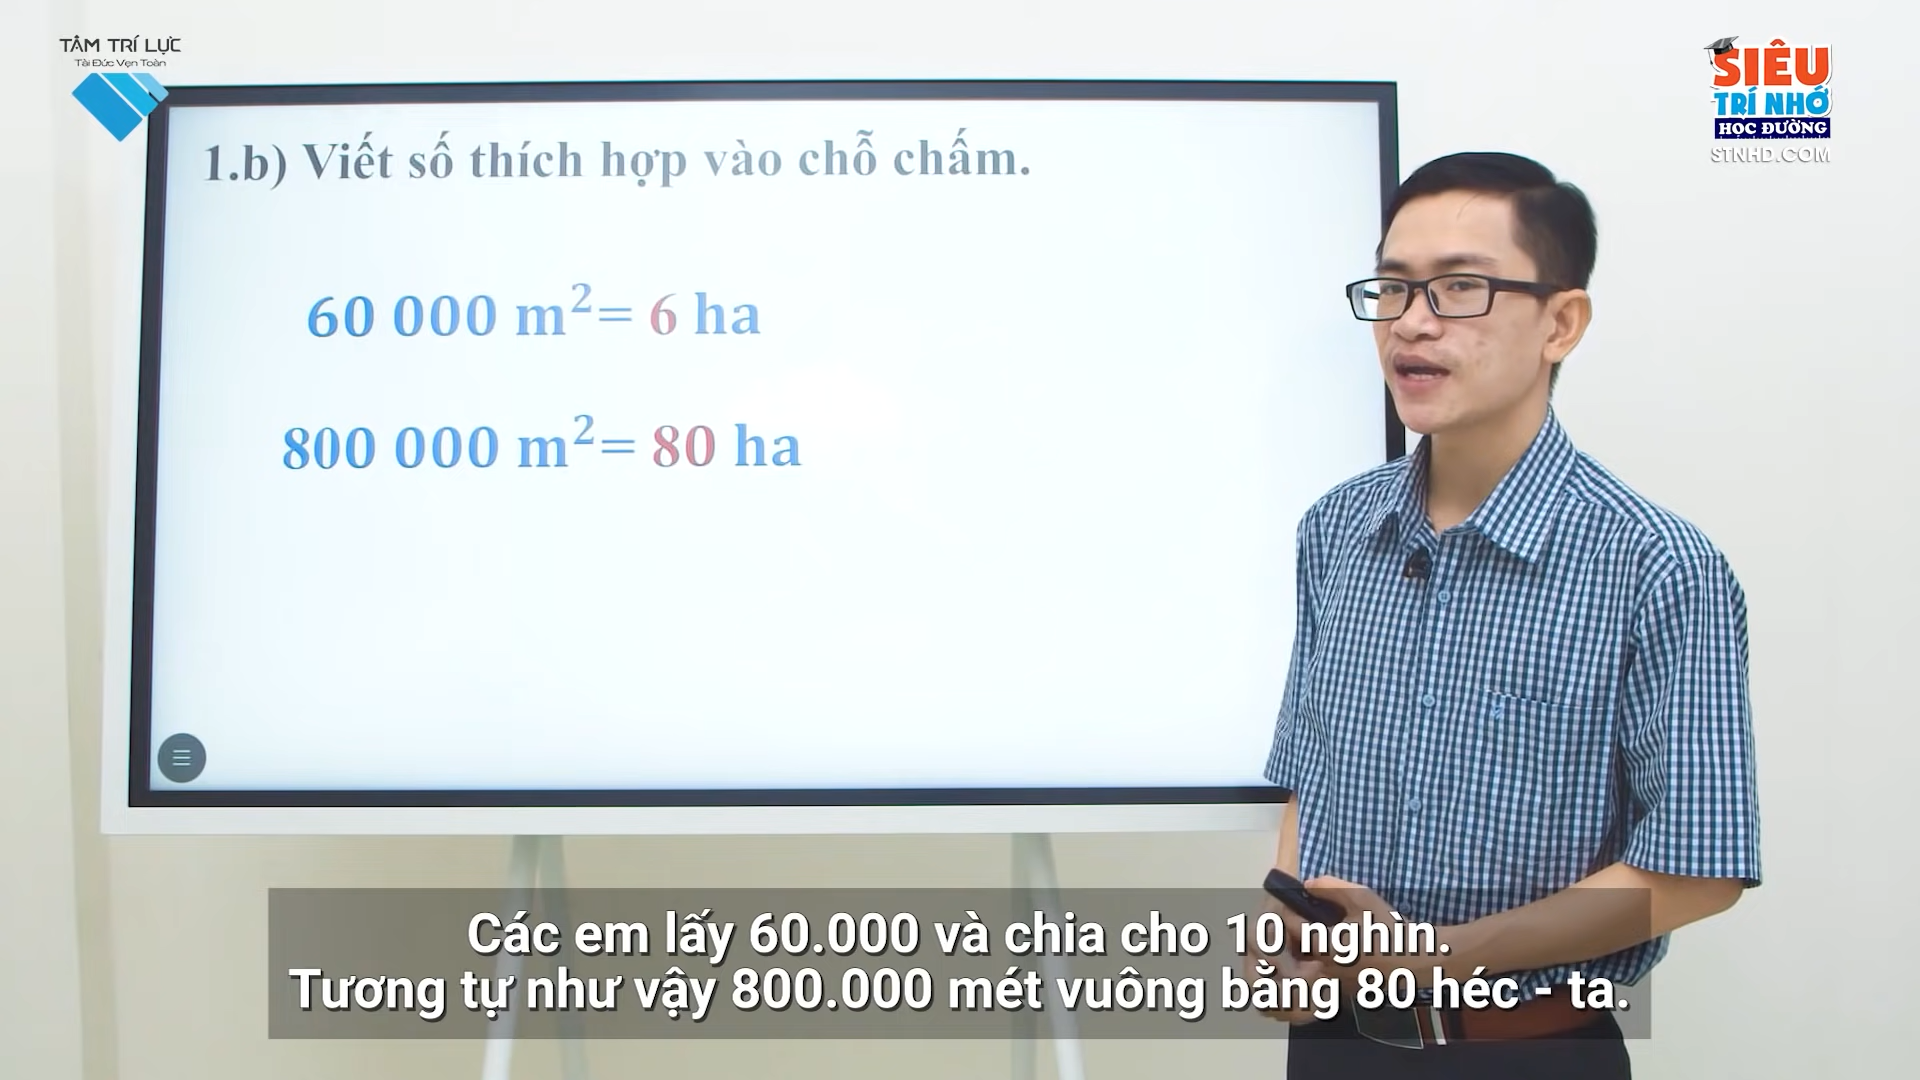 TÂM TRÍ LỰC
Tài Đức Vẹn Toàn
SIÊU
TRÍ NHỚ
HỌC ĐƯỜNG
STNHD.COM
1.b) Viết số thích hợp vào chỗ chấm.
60 000 m²= 6 ha
800 000 m²= 80 ha
Các em lấy 60.000 và chia cho 10 nghìn.
Tương tự như vậy 800.000 mét vuông bằng 80 héc - ta.